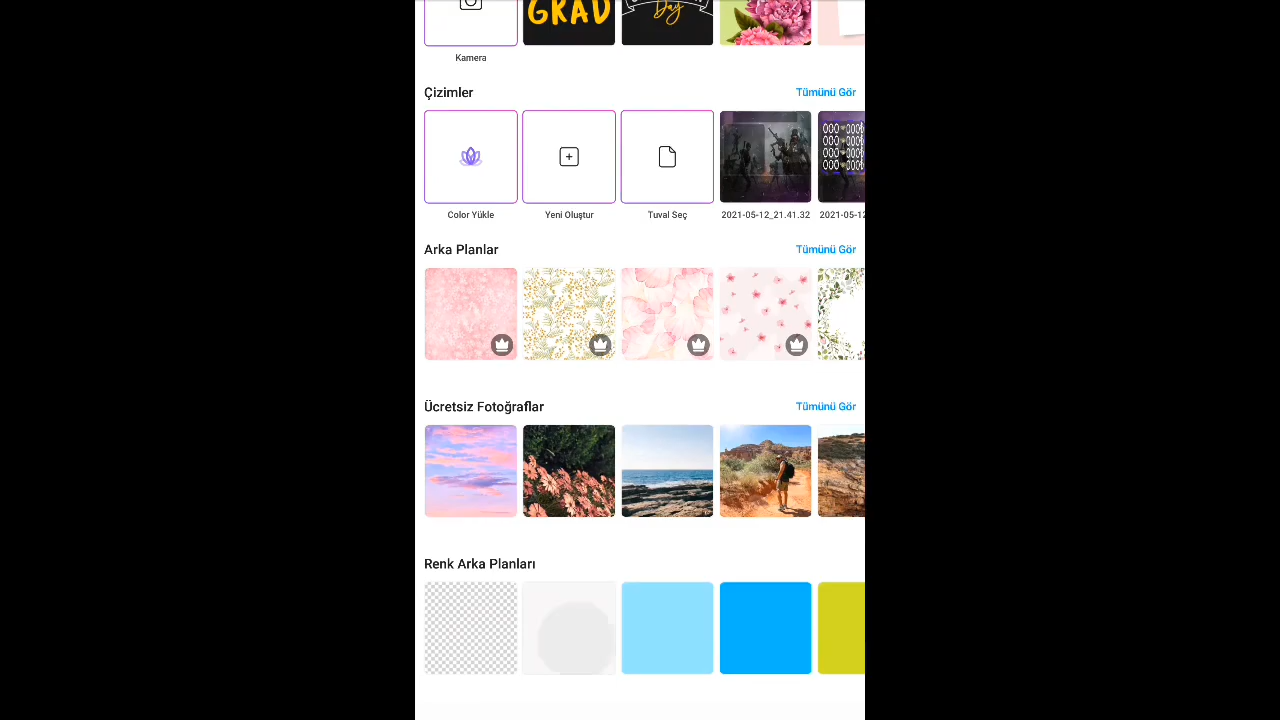 GRAD
Day
Kamera
Çizimler
Tümünü Gör
Color Yükle
Yeni Oluştur
Tuval Seç
2021-05-12_21.41.32
2021-05-12
Arka Planlar
Tümünü Gör
Ücretsiz Fotoğraflar
Tümünü Gör
Renk Arka Planları